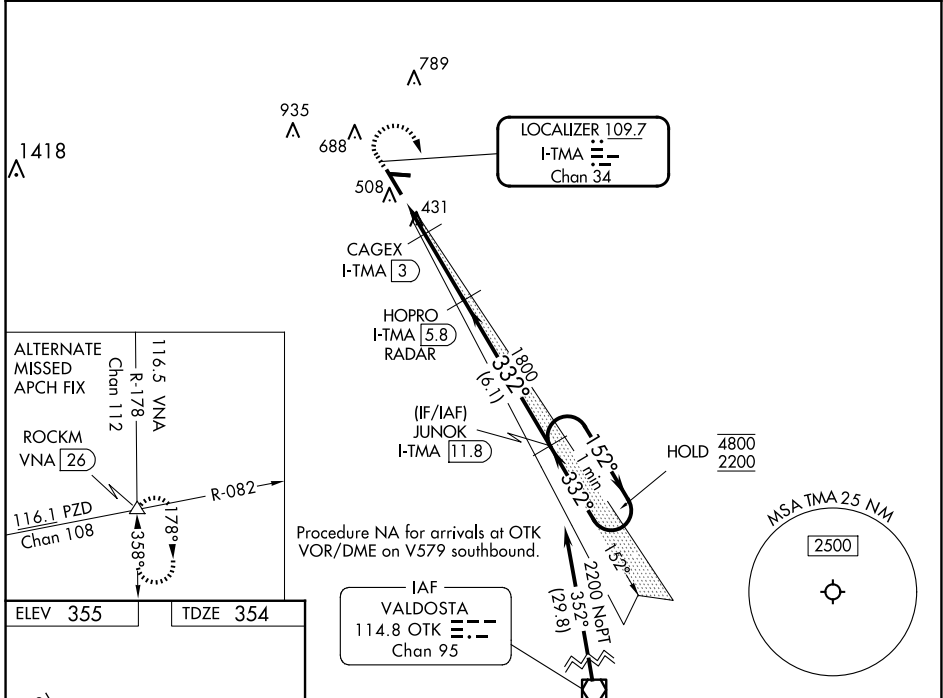 789
935
688
1418
508
431
LOCALIZER 109.7
I-TMA
Chan 34
CAGEX
I-TMA 3
HOPRO
I-TMA 5.8
RADAR
1800
332°
(6.1)
(IF/IAF)
JUNOK
I-TMA 11.8
152°
1 min
332°
HOLD 4800
2200
152°
ALTERNATE
MISSED
APCH FIX
116.5 VNA
R-178
Chan 112
ROCKM
VNA 26
R-082
116.1 PZD
Chan 108
178°
358°
Procedure NA for arrivals at OTK
VOR/DME on V579 southbound.
2200 NoPT
352°
(29.8)
IAF
VALDOSTA
114.8 OTK
Chan 95
MSA TMA 25 NM
2500
ELEV 355
TDZE 354